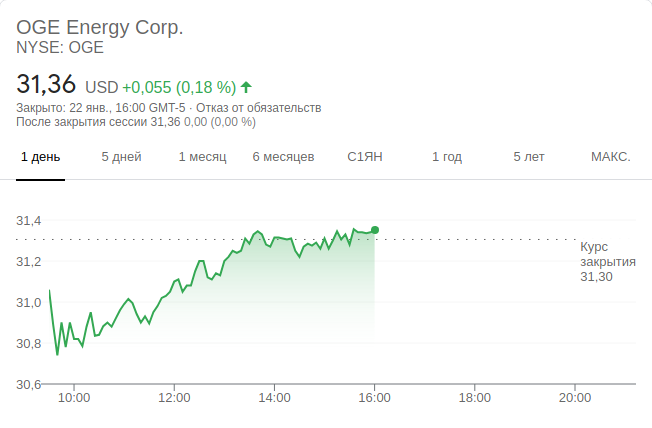 OGE Energy Corp.
NYSE: OGE
31,36 USD +0,055 (0,18 %)
Закрыто: 22 янв., 16:00 GMT-5 · Отказ от обязательств
После закрытия сессии 31,36 0,00 (0,00 %)
1 день 5 дней 1 месяц 6 месяцев С1ЯН 1 год 5 лет МАКС.
31,4
Курс
закрытия
31,2
31,30
31,0
30,8
30,6
10:00 12:00 14:00 16:00 18:00 20:00